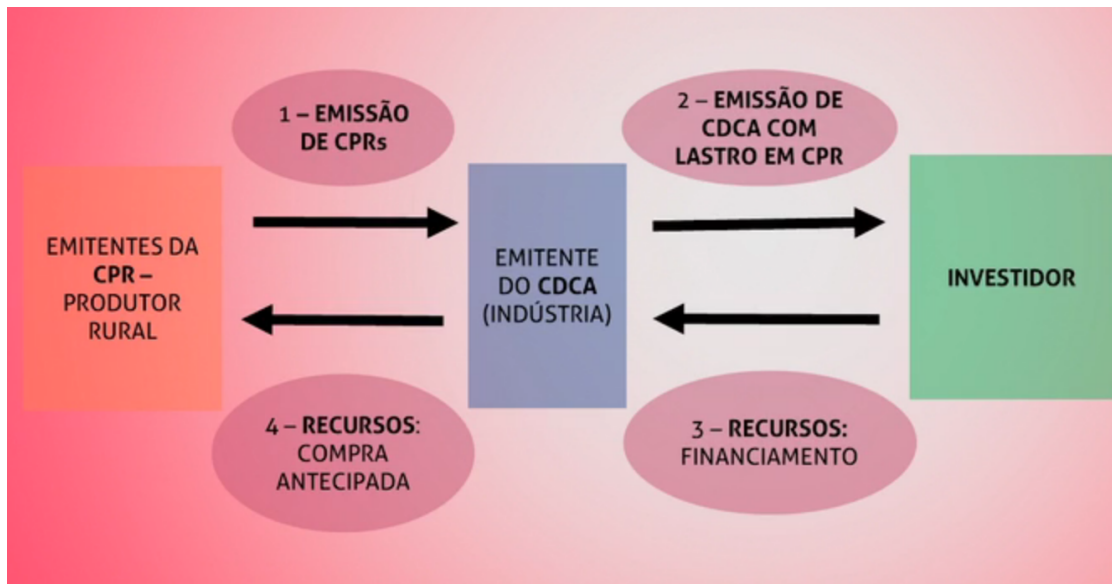 1 – EMISSÃO
DE CPRs
2 – EMISSÃO DE
CDCA COM
LASTRO EM CPR
EMITENTES DA
CPR –
PRODUTOR
RURAL
EMITENTE
DO CDCA
(INDÚSTRIA)
INVESTIDOR
4 – RECURSOS:
COMPRA
ANTECIPADA
3 – RECURSOS:
FINANCIAMENTO